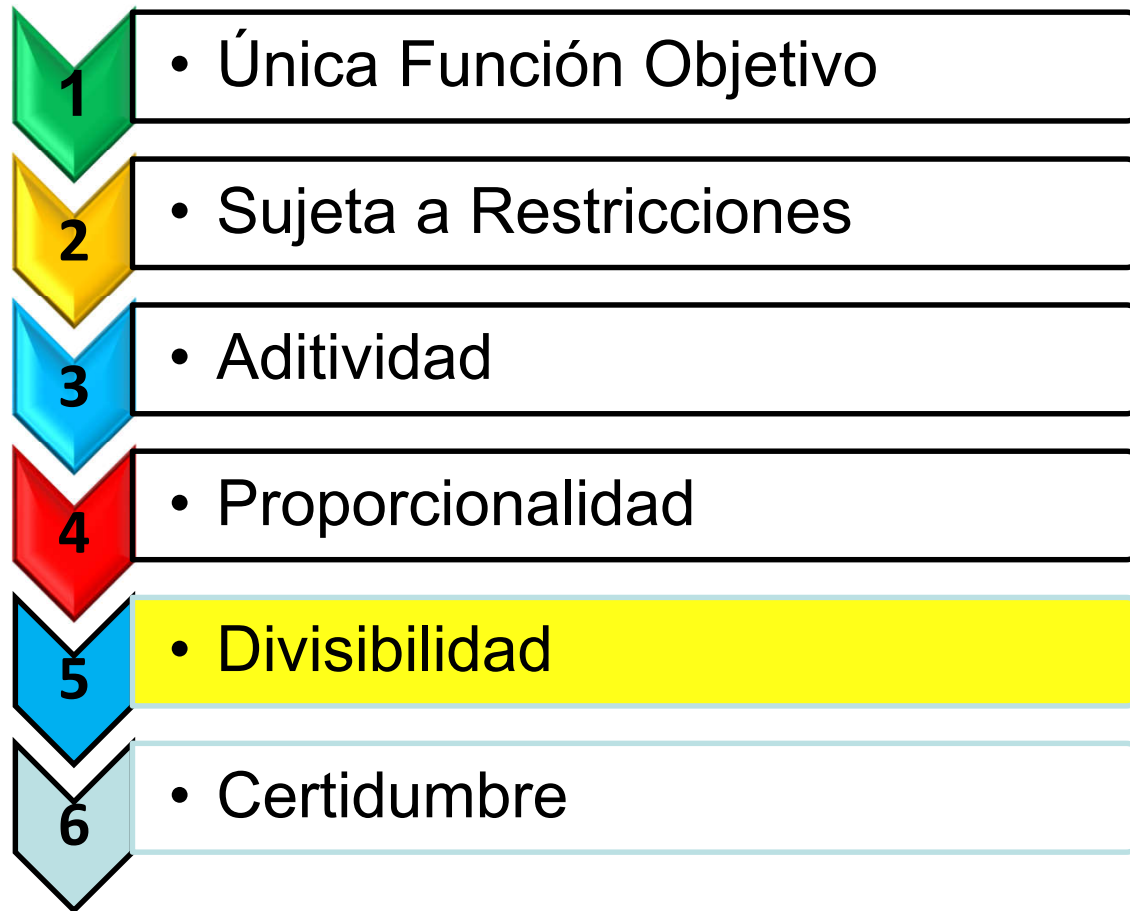 1
• Única Función Objetivo
2
• Sujeta a Restricciones
3
• Aditividad
4
• Proporcionalidad
5
• Divisibilidad
6
• Certidumbre